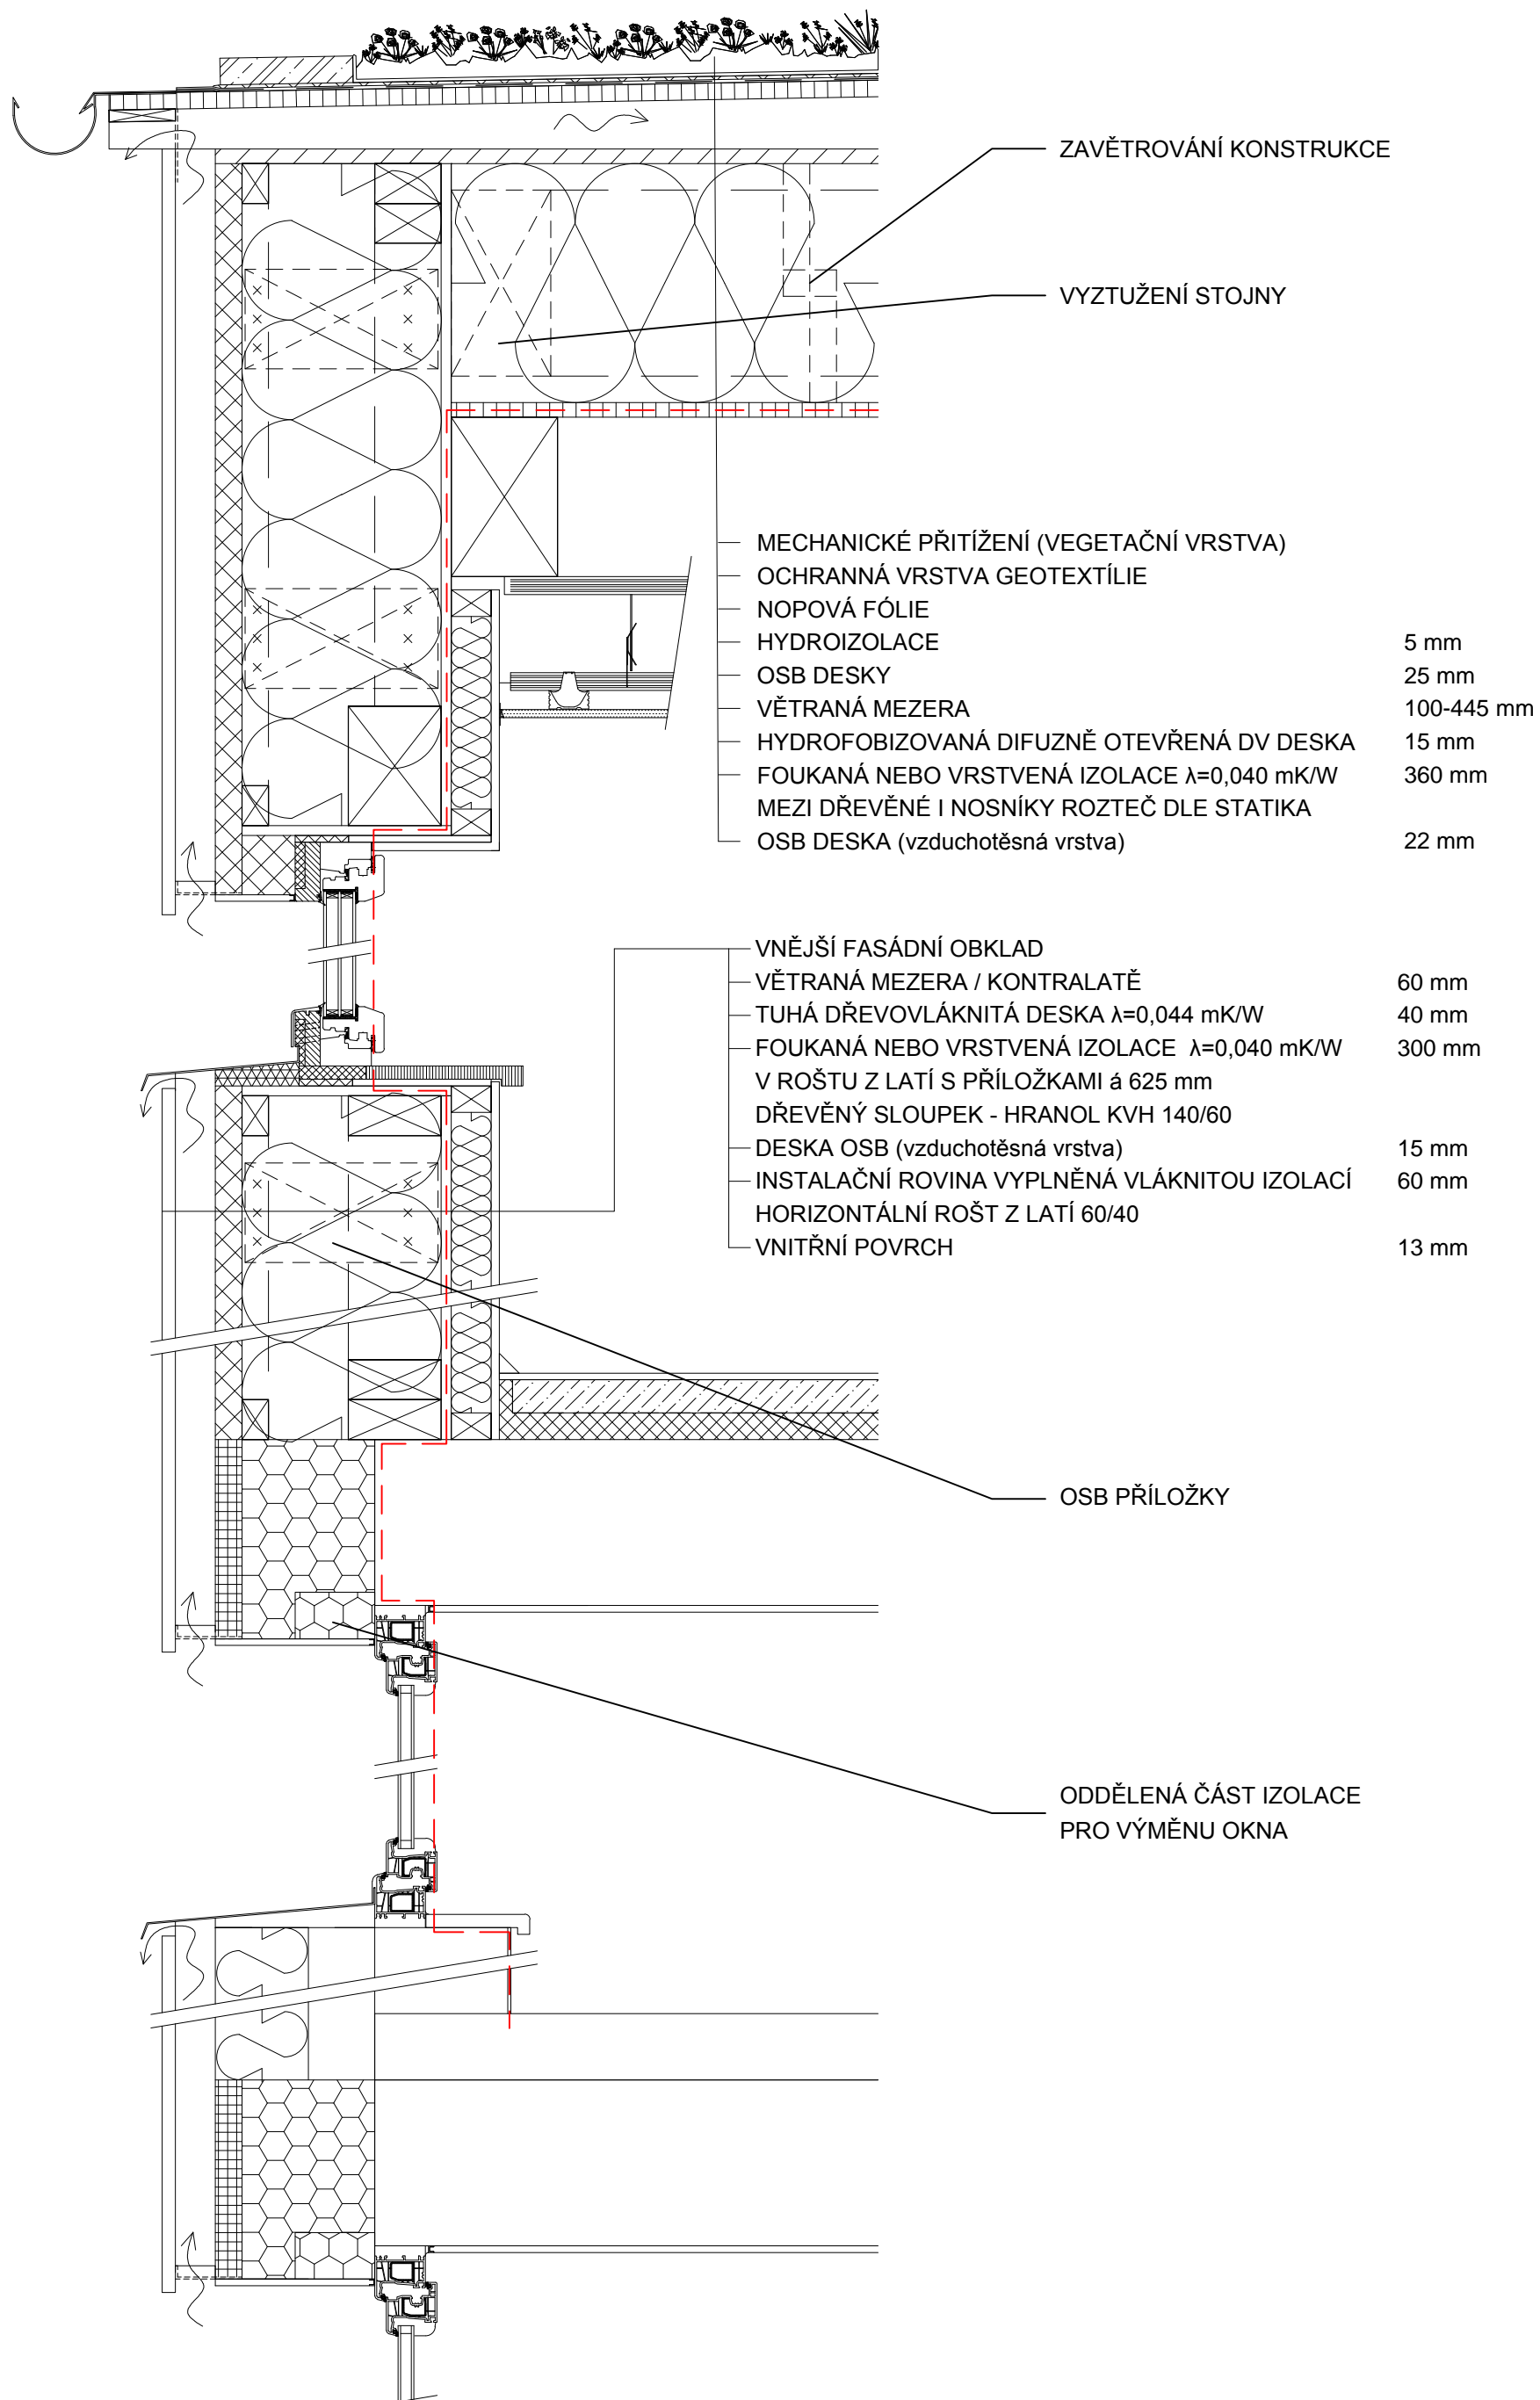 ZAVĚTROVÁNÍ KONSTRUKCE
VYZTUŽENÍ STOJNY
MECHANICKÉ PŘITÍŽENÍ (VEGETAČNÍ VRSTVA)
OCHRANNÁ VRSTVA GEOTEXTÍLIE
NOPOVÁ FÓLIE
HYDROIZOLACE 5 mm
OSB DESKY 25 mm
VĚTRANÁ MEZERA 100-445 mm
HYDROFOBIZOVANÁ DIFUZNĚ OTEVŘENÁ DV DESKA 15 mm
FOUKANÁ NEBO VRSTVENÁ IZOLACE λ=0,040 mK/W 360 mm
MEZI DŘEVĚNÉ I NOSNÍKY ROZTEČ DLE STATIKA
OSB DESKA (vzduchotěsná vrstva) 22 mm
VNĚJŠÍ FASÁDNÍ OBKLAD
VĚTRANÁ MEZERA / KONTRALATĚ 60 mm
TUHÁ DŘEVOVLÁKNITÁ DESKA λ=0,044 mK/W 40 mm
FOUKANÁ NEBO VRSTVENÁ IZOLACE λ=0,040 mK/W 300 mm
V ROŠTU Z LATÍ S PŘÍLOŽKAMI á 625 mm
DŘEVĚNÝ SLOUPEK - HRANOL KVH 140/60
DESKA OSB (vzduchotěsná vrstva) 15 mm
INSTALAČNÍ ROVINA VYPLNĚNÁ VLÁKNITOU IZOLACÍ 60 mm
HORIZONTÁLNÍ ROŠT Z LATÍ 60/40
VNITŘNÍ POVRCH 13 mm
OSB PŘÍLOŽKY
ODDĚLENÁ ČÁST IZOLACE
PRO VÝMĚNU OKNA